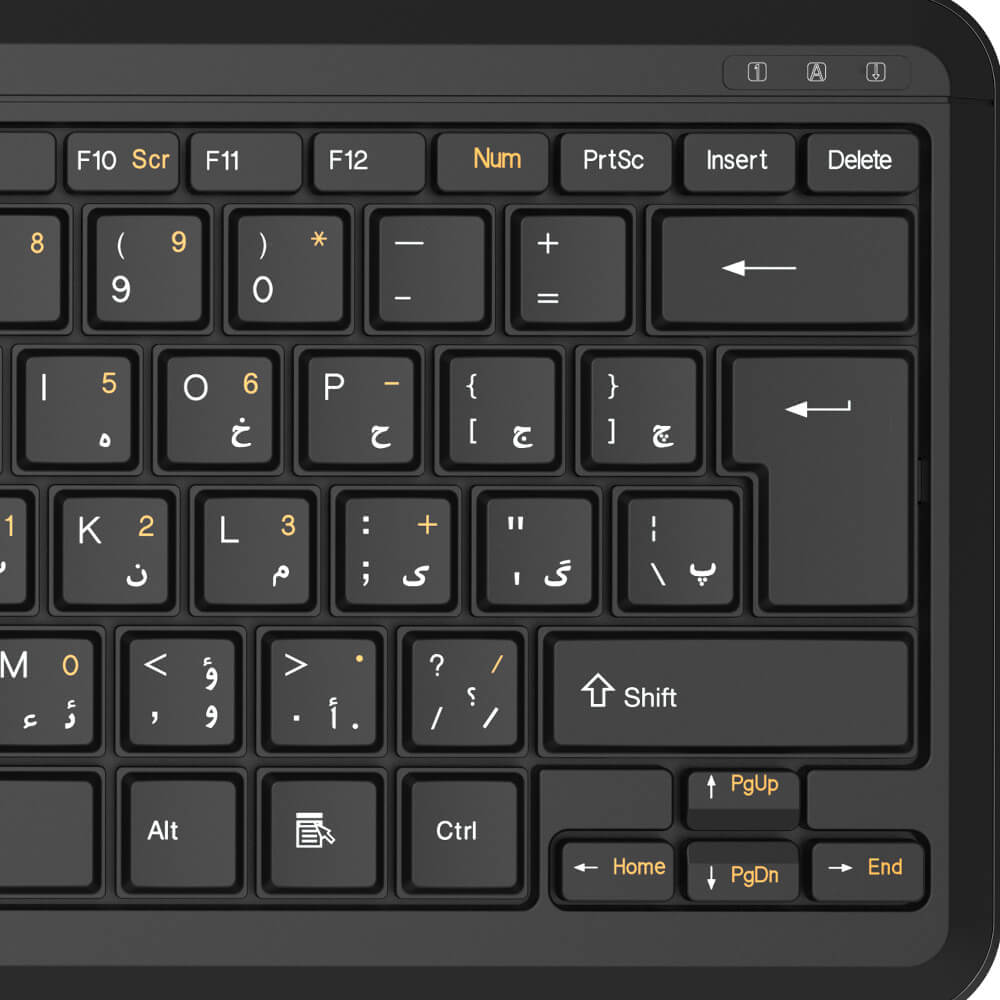 1 A ↓
F10 Scr F11 F12 Num PrtSc Insert Delete
8 ( 9 ) * — + ←
9 0 - =
I 5 O 6 P - { } ↵
ه خ ح [ ج ] چ
1 K 2 L 3 : + " ¦
ن م ; ک ' گ \ پ
M 0 < ؤ > • ? / ⇧ Shift
ئ ء , و . أ . / ؟ /
Alt Ctrl ↑ PgUp
← Home ↓ PgDn → End